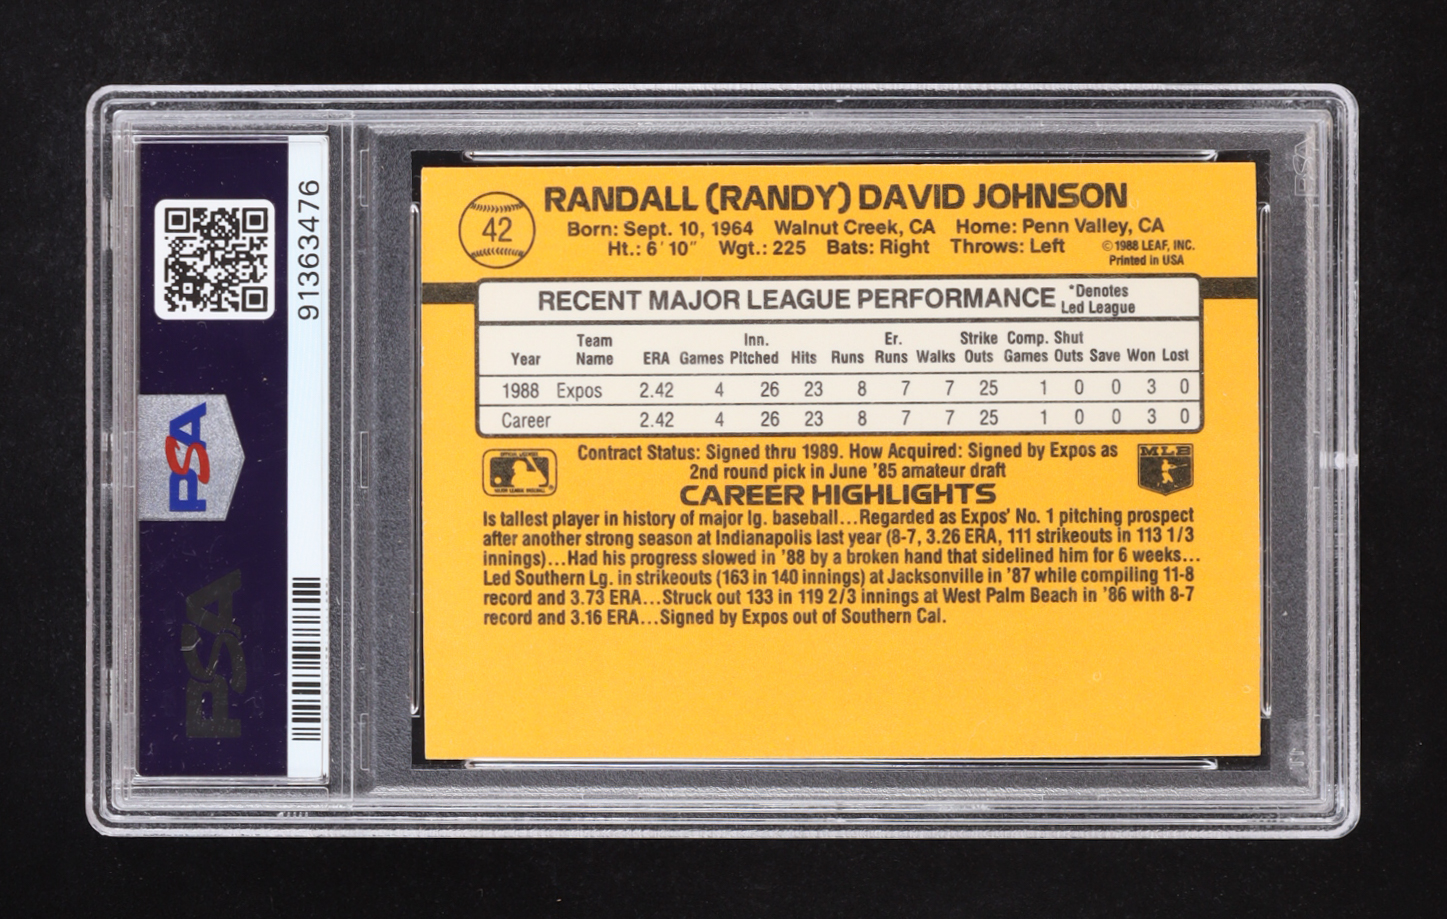 42
RANDALL (RANDY) DAVID JOHNSON
Born: Sept. 10, 1964 Walnut Creek, CA Home: Penn Valley, CA
Ht.: 6' 10" Wgt.: 225 Bats: Right Throws: Left
©1988 LEAF, INC.
Printed in USA
RECENT MAJOR LEAGUE PERFORMANCE
*Denotes
Led League
Year Team Name ERA Games Inn. Pitched Hits Runs Er. Runs Walks Strike Outs Comp. Games Shut Outs Save Won Lost
1988 Expos 2.42 4 26 23 8 7 7 25 1 0 0 3 0
Career 2.42 4 26 23 8 7 7 25 1 0 0 3 0
Contract Status: Signed thru 1989. How Acquired: Signed by Expos as
2nd round pick in June '85 amateur draft
MLB
CAREER HIGHLIGHTS
Is tallest player in history of major lg. baseball...Regarded as Expos' No. 1 pitching prospect
after another strong season at Indianapolis last year (8-7, 3.26 ERA, 111 strikeouts in 113 1/3
innings)...Had his progress slowed in '88 by a broken hand that sidelined him for 6 weeks...
Led Southern Lg. in strikeouts (163 in 140 innings) at Jacksonville in '87 while compiling 11-8
record and 3.73 ERA...Struck out 133 in 119 2/3 innings at West Palm Beach in '86 with 8-7
record and 3.16 ERA...Signed by Expos out of Southern Cal.
91363476
PSA
PSA
PSA